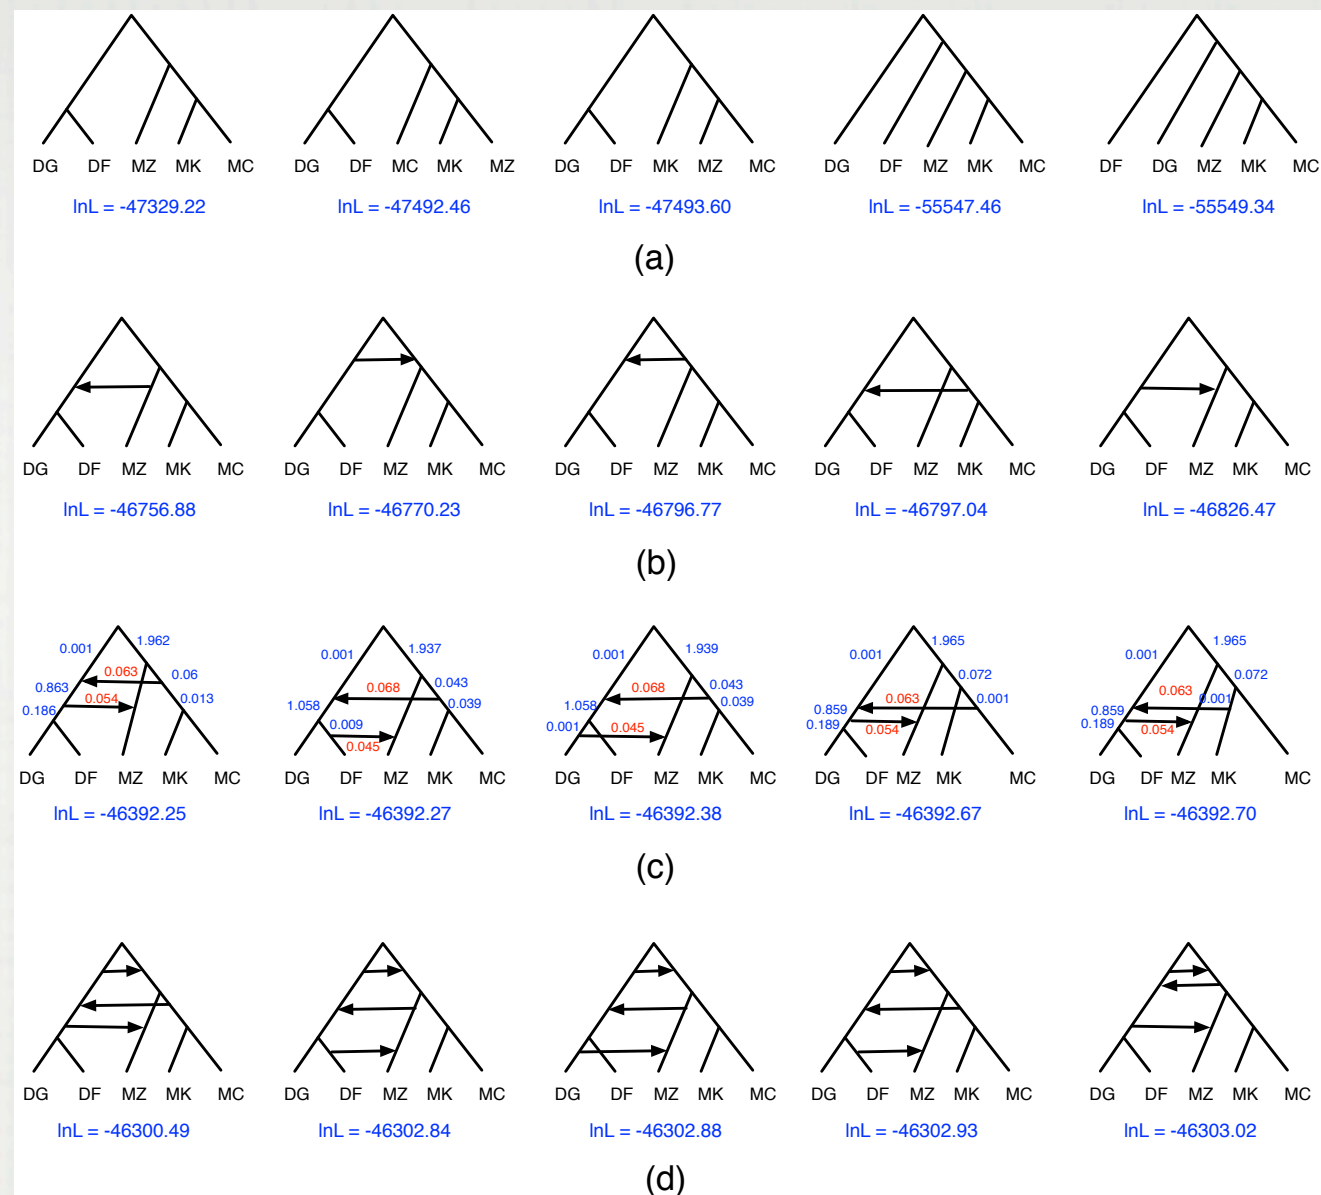 DG DF MZ MK MC DG DF MC MK MZ DG DF MK MZ MC DG DF MZ MK MC DF DG MZ MK MC
lnL = -47329.22 lnL = -47492.46 lnL = -47493.60 lnL = -55547.46 lnL = -55549.34
(a)
DG DF MZ MK MC DG DF MZ MK MC DG DF MZ MK MC DG DF MZ MK MC DG DF MZ MK MC
lnL = -46756.88 lnL = -46770.23 lnL = -46796.77 lnL = -46797.04 lnL = -46826.47
(b)
0.001 1.962 0.001 1.937 0.001 1.939 0.001 1.965 0.001 1.965
0.863 0.063 0.06 0.068 0.043 0.068 0.043 0.063 0.072 0.063 0.072
0.186 0.054 0.013 1.058 0.009 0.039 1.058 0.039 0.859 0.001 0.859 0.001
0.045 0.001 0.045 0.189 0.054 0.189 0.054
DG DF MZ MK MC DG DF MZ MK MC DG DF MZ MK MC DG DF MZ MK MC DG DF MZ MK MC
lnL = -46392.25 lnL = -46392.27 lnL = -46392.38 lnL = -46392.67 lnL = -46392.70
(c)
DG DF MZ MK MC DG DF MZ MK MC DG DF MZ MK MC DG DF MZ MK MC DG DF MZ MK MC
lnL = -46300.49 lnL = -46302.84 lnL = -46302.88 lnL = -46302.93 lnL = -46303.02
(d)